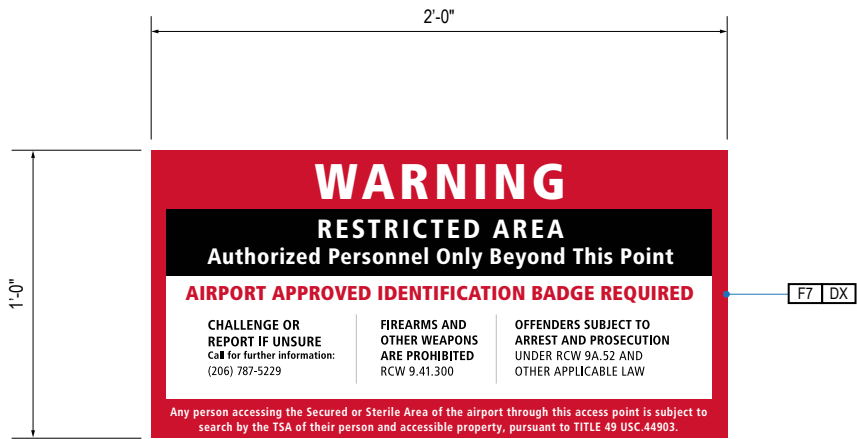 2'-0"
1'-0"
WARNING
RESTRICTED AREA
Authorized Personnel Only Beyond This Point
AIRPORT APPROVED IDENTIFICATION BADGE REQUIRED
CHALLENGE OR
REPORT IF UNSURE
Call for further information:
(206) 787-5229
FIREARMS AND
OTHER WEAPONS
ARE PROHIBITED
RCW 9.41.300
OFFENDERS SUBJECT TO
ARREST AND PROSECUTION
UNDER RCW 9A.52 AND
OTHER APPLICABLE LAW
F7 DX
Any person accessing the Secured or Sterile Area of the airport through this access point is subject to
search by the TSA of their person and accessible property, pursuant to TITLE 49 USC.44903.